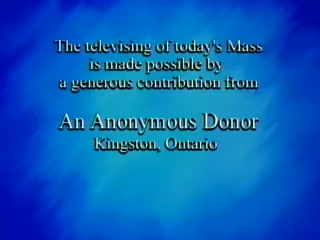 The televising of today's Mass
is made possible by
a generous contribution from
An Anonymous Donor
Kingston, Ontario